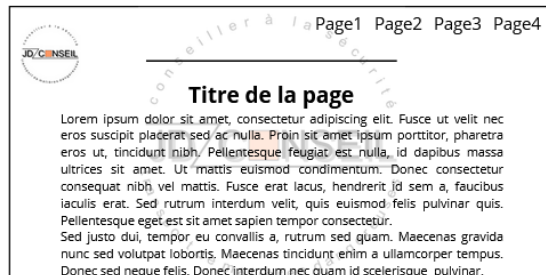 Page1 Page2 Page3 Page4
JD/C NSEIL
conseiller à la sécurité
Titre de la page
Lorem ipsum dolor sit amet, consectetur adipiscing elit. Fusce ut velit nec
eros suscipit placerat sed ac nulla. Proin sit amet ipsum porttitor, pharetra
eros ut, tincidunt nibh. Pellentesque feugiat est nulla, id dapibus massa
ultrices sit amet. Ut mattis euismod condimentum. Donec consectetur
consequat nibh vel mattis. Fusce erat lacus, hendrerit id sem a, faucibus
iaculis erat. Sed rutrum interdum velit, quis euismod felis pulvinar quis.
Pellentesque eget est sit amet sapien tempor consectetur.
Sed justo dui, tempor eu convallis a, rutrum sed quam. Maecenas gravida
nunc sed volutpat lobortis. Maecenas tincidunt enim a ullamcorper tempus.
Donec sed neque felis. Donec interdum nec quam id scelerisque pulvinar.
JD/C NSEIL